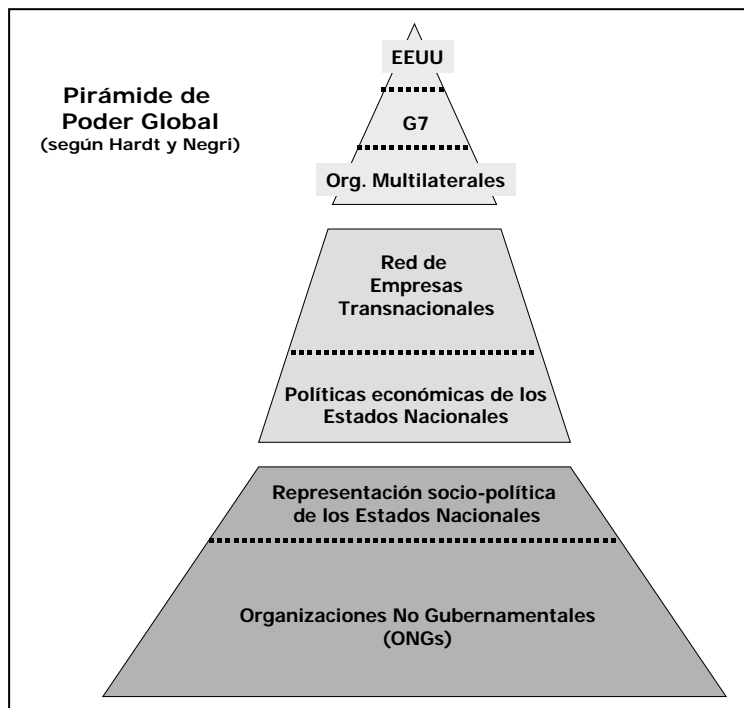 Pirámide de
Poder Global
(según Hardt y Negri)
EEUU
G7
Org. Multilaterales
Red de
Empresas
Transnacionales
Políticas económicas de los
Estados Nacionales
Representación socio-política
de los Estados Nacionales
Organizaciones No Gubernamentales
(ONGs)